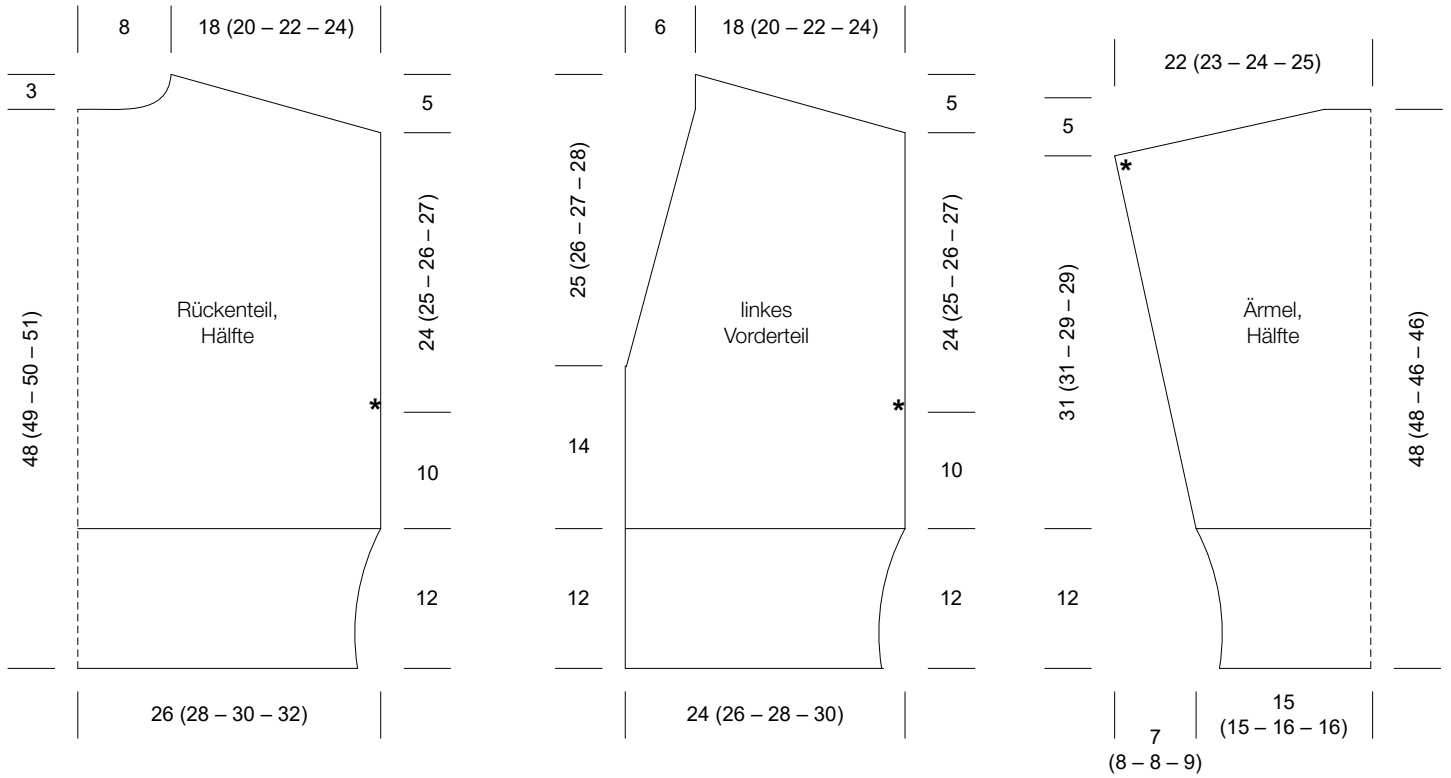 8
18 (20 – 22 – 24)
3
48 (49 – 50 – 51)
Rückenteil,
Hälfte
*
5
24 (25 – 26 – 27)
10
12
26 (28 – 30 – 32)
6
18 (20 – 22 – 24)
25 (26 – 27 – 28)
14
12
linkes
Vorderteil
*
5
24 (25 – 26 – 27)
10
12
24 (26 – 28 – 30)
22 (23 – 24 – 25)
5
31 (31 – 29 – 29)
12
*
Ärmel,
Hälfte
48 (48 – 46 – 46)
7
(8 – 8 – 9)
15
(15 – 16 – 16)